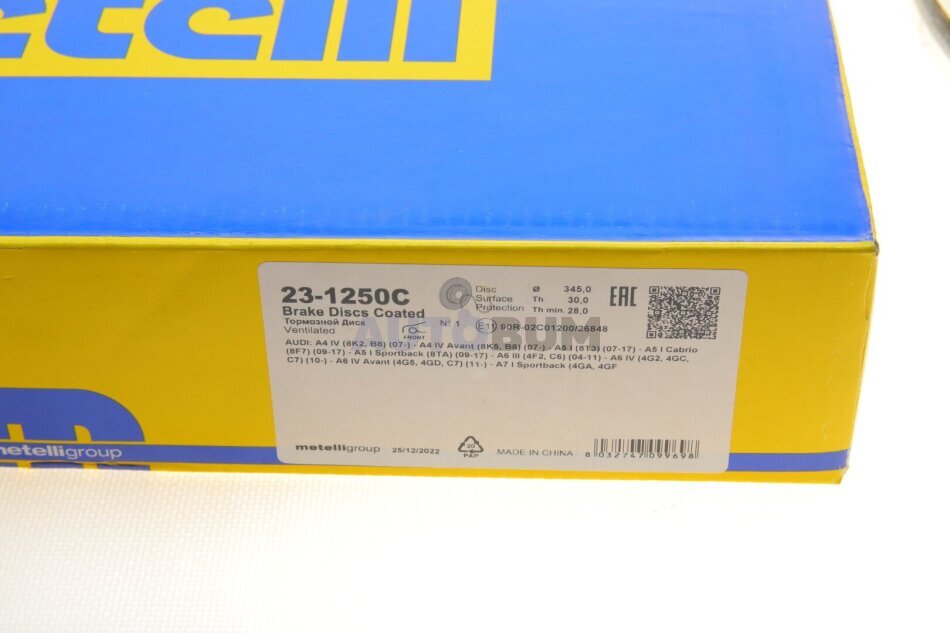 etelli
23-1250C
Brake Discs Coated
Тормозной Диск
Ventilated
Disc Ø 345,0
Surface Th 30,0
Protection Th min. 28,0
EAC
FRONT
N° 1
E11 90R-02C01200/26848
AUTOBUM
AUDI: A4 IV (8K2, B8) (07-) - A4 IV Avant (8K5, B8) (07-) - A5 I (8T3) (07-17) - A5 I Cabrio
(8F7) (09-17) - A5 I Sportback (8TA) (09-17) - A6 III (4F2, C6) (04-11) - A6 IV (4G2, 4GC,
C7) (10-) - A6 IV Avant (4G5, 4GD, C7) (11-) - A7 I Sportback (4GA, 4GF
metelligroup
metelligroup
25/12/2022
20
PAP
MADE IN CHINA
8 032747 099698